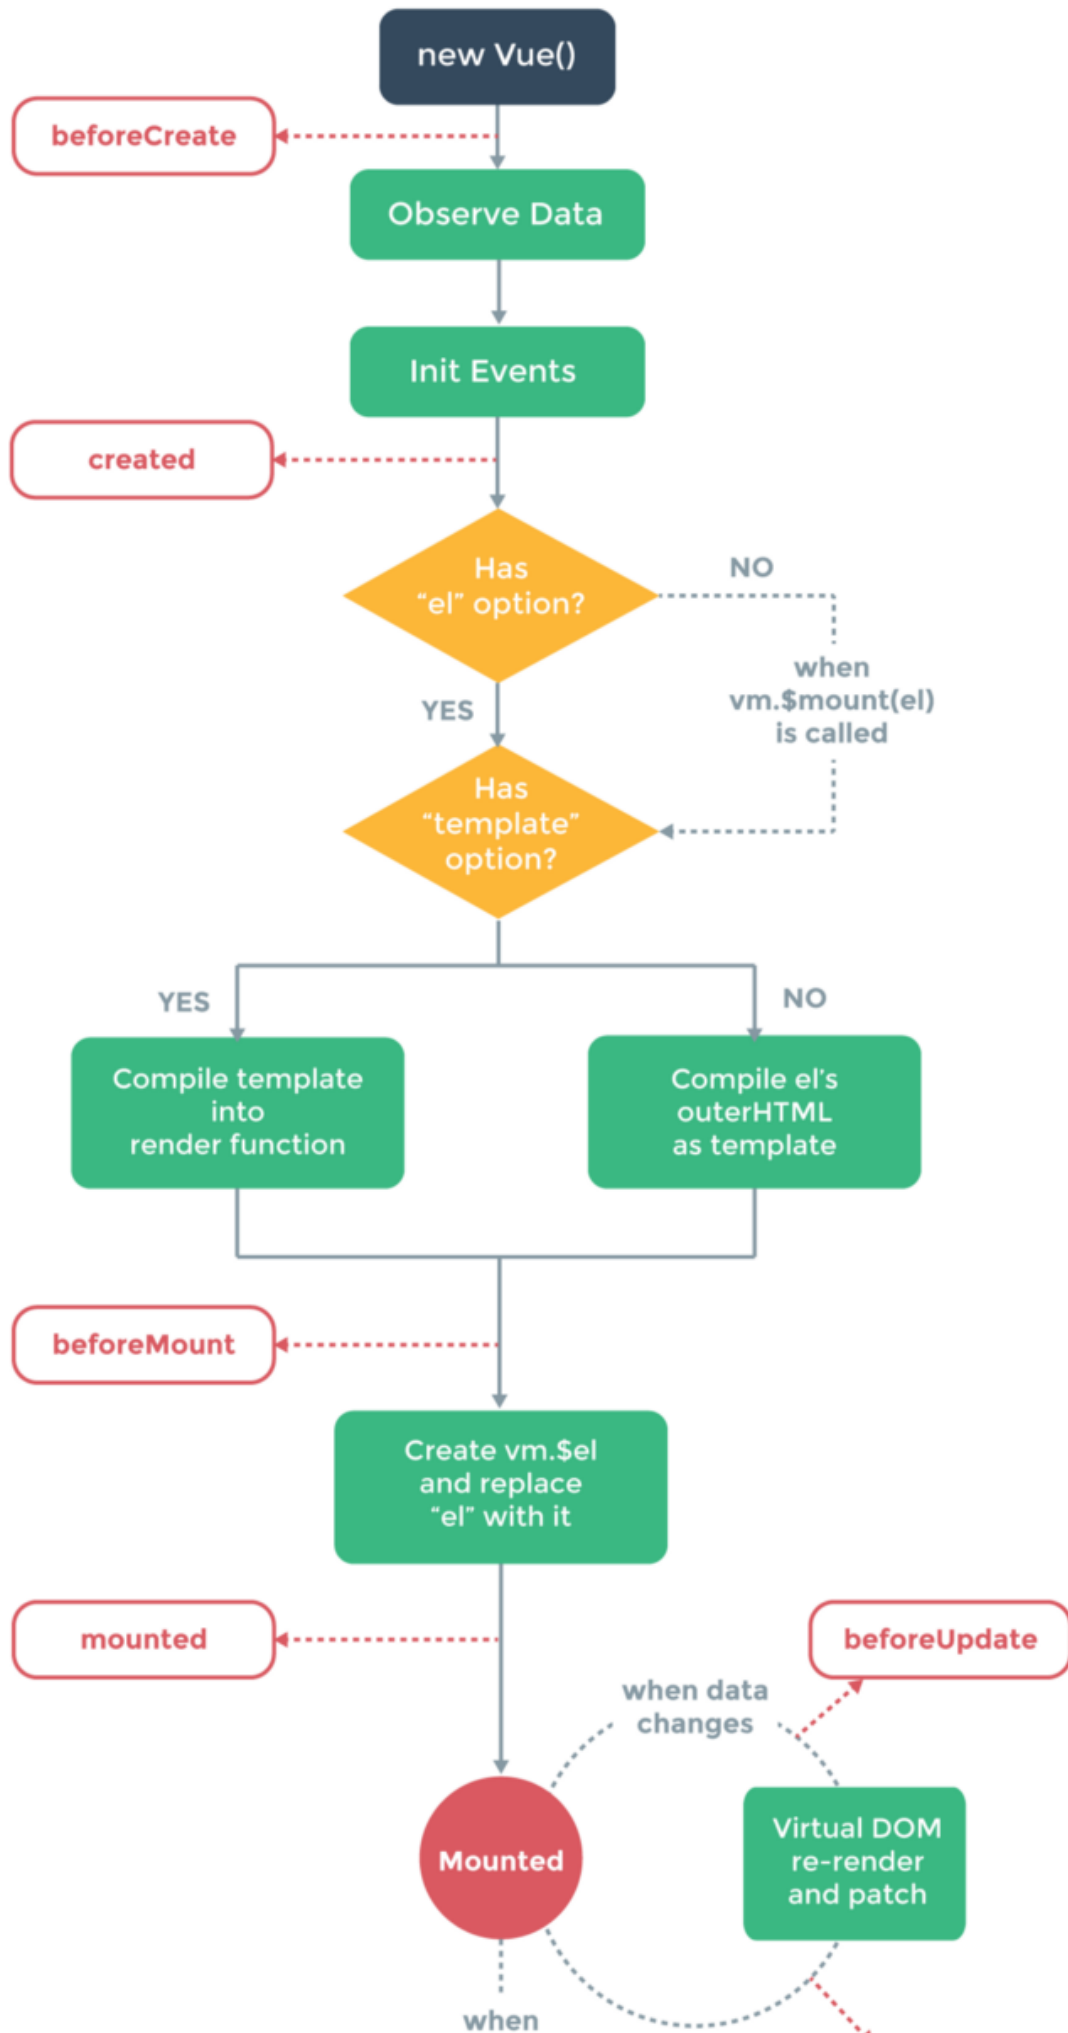 new Vue()
beforeCreate
Observe Data
Init Events
created
Has
“el” option?
NO
when
vm.$mount(el)
is called
YES
Has
“template”
option?
YES
NO
Compile template
into
render function
Compile el’s
outerHTML
as template
beforeMount
Create vm.$el
and replace
“el” with it
mounted
beforeUpdate
when data
changes
Mounted
Virtual DOM
re-render
and patch
when